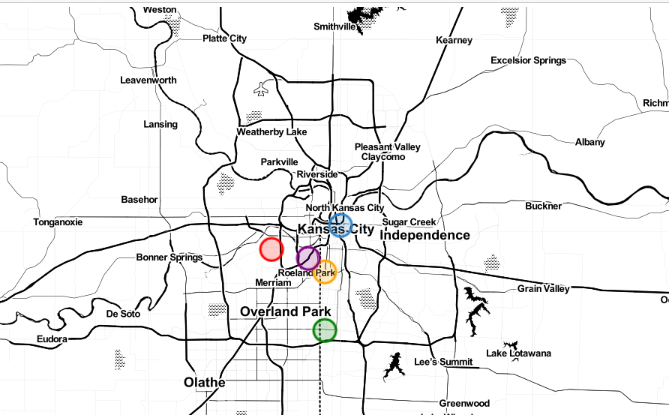 Weston
Smithville
Platte City
Kearney
Excelsior Springs
Leavenworth
Richm
Lansing
Weatherby Lake
Pleasant Valley
Claycomo
Albany
Parkville
Riverside
Basehor
North Kansas City
Buckner
Tonganoxie
Sugar Creek
Kansas City
Independence
Bonner Springs
Roeland Park
Merriam
Grain Valley
De Soto
Overland Park
Eudora
Lake Lotawana
Lee's Summit
Olathe
Greenwood